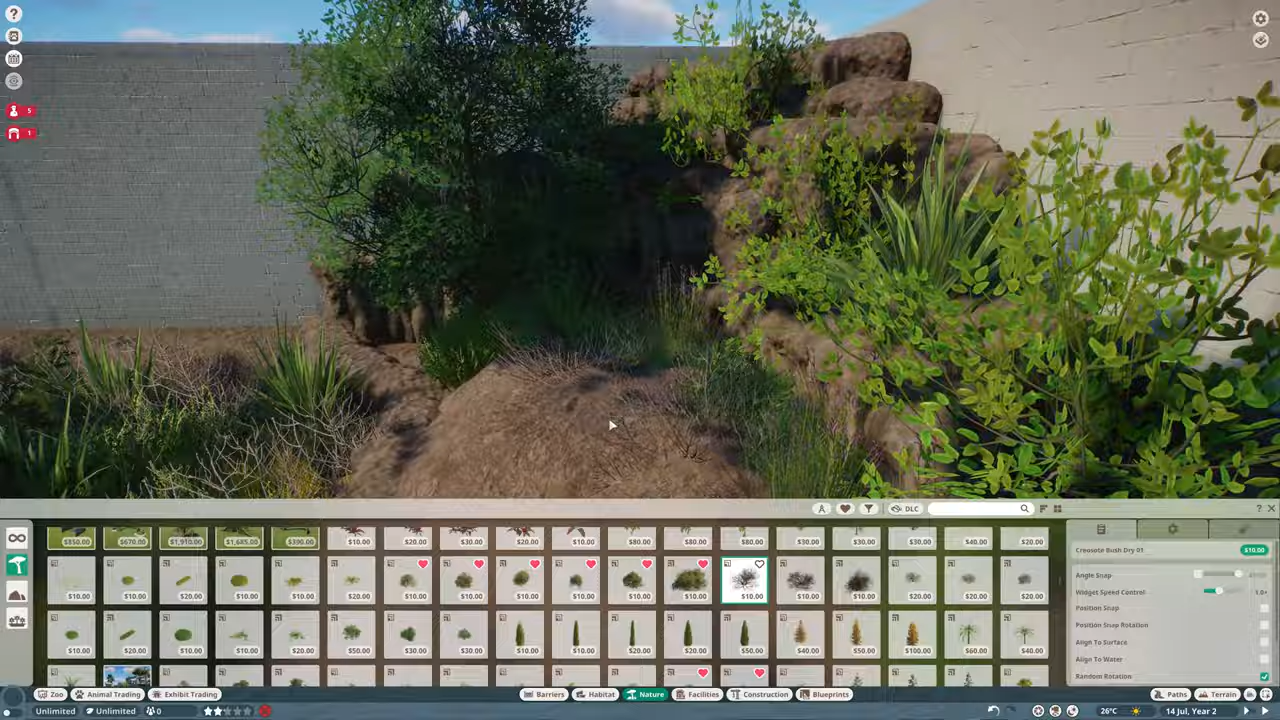 ?
5
1
DLC
?
$850.00 $670.00 $1,910.00 $1,685.00 $390.00 $10.00 $20.00 $30.00 $20.00 $10.00 $80.00 $80.00 $80.00 $30.00 $30.00 $30.00 $40.00 $20.00
$10.00 $10.00 $20.00 $10.00 $10.00 $20.00 $20.00 $10.00 $10.00 $10.00 $10.00 $10.00 $10.00 $10.00 $10.00 $20.00 $20.00 $20.00
$10.00 $10.00 $10.00 $10.00 $10.00 $50.00 $30.00 $30.00 $10.00 $10.00 $20.00 $20.00 $50.00 $40.00 $50.00 $100.00 $60.00 $40.00
Creosote Bush Dry 01 $10.00
Angle Snap
Widget Speed Control
Position Snap
Position Snap Rotation
Align To Surface
Align To Water
Random Rotation
Zoo Animal Trading Exhibit Trading Barriers Habitat Nature Facilities Construction Blueprints Paths Terrain
Unlimited Unlimited 0 26°C 14 Jul, Year 2